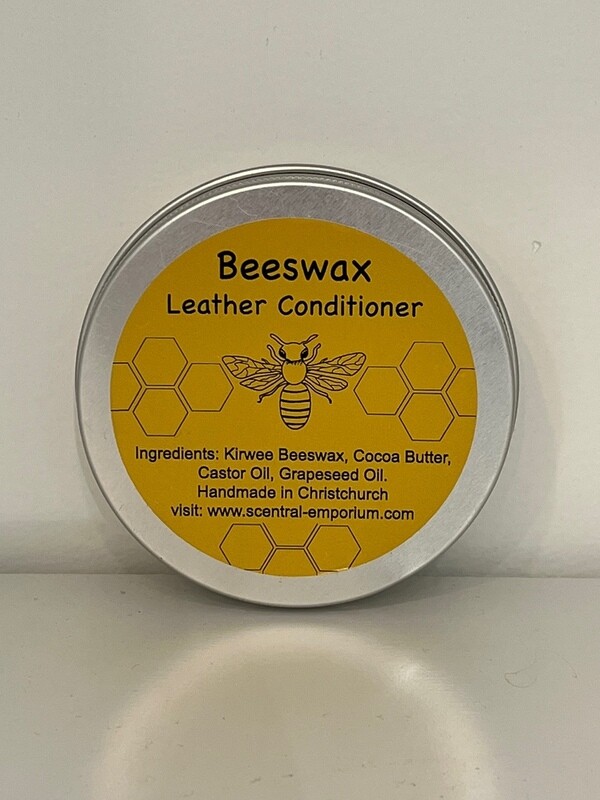 Beeswax
Leather Conditioner
Ingredients: Kirwee Beeswax, Cocoa Butter,
Castor Oil, Grapeseed Oil.
Handmade in Christchurch
visit: www.scentral-emporium.com